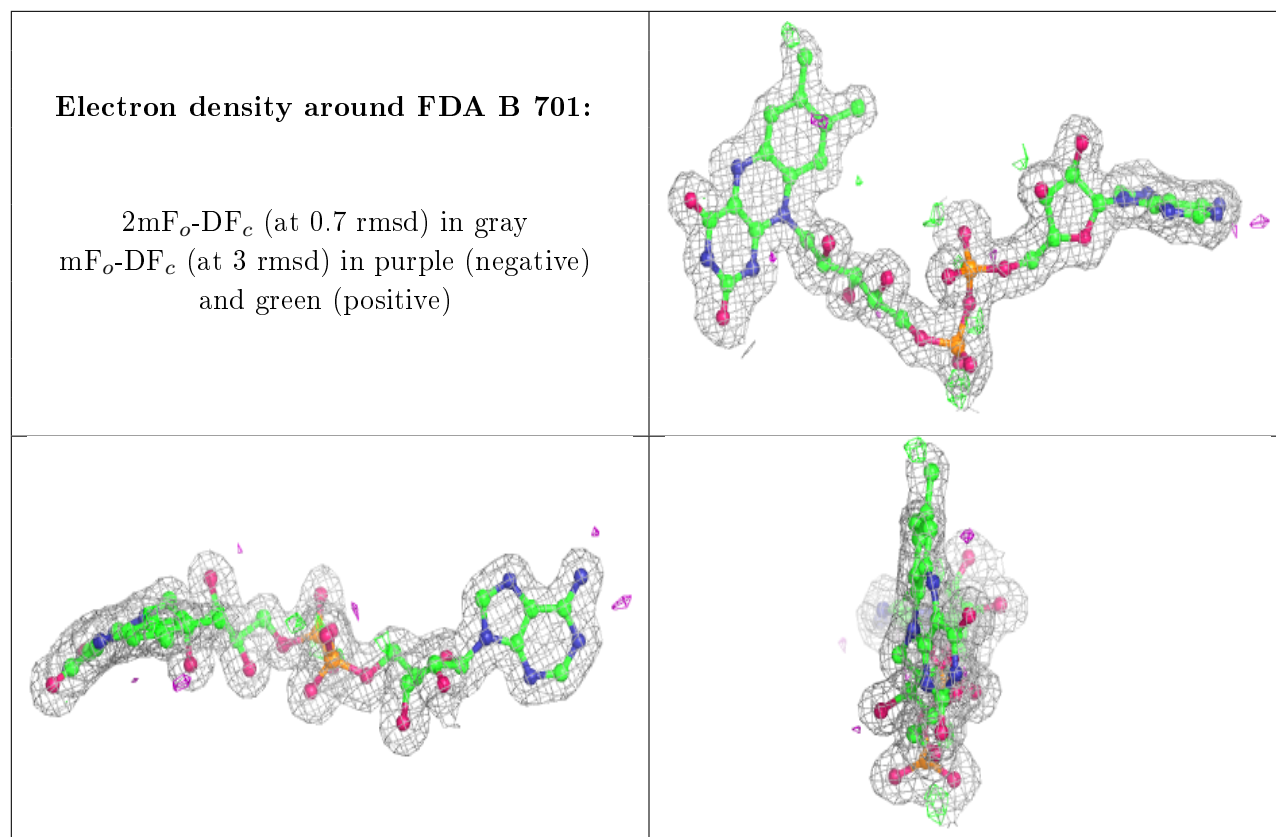 Electron density around FDA B 701:
2mFₒ-DF𝒸 (at 0.7 rmsd) in gray
mFₒ-DF𝒸 (at 3 rmsd) in purple (negative)
and green (positive)